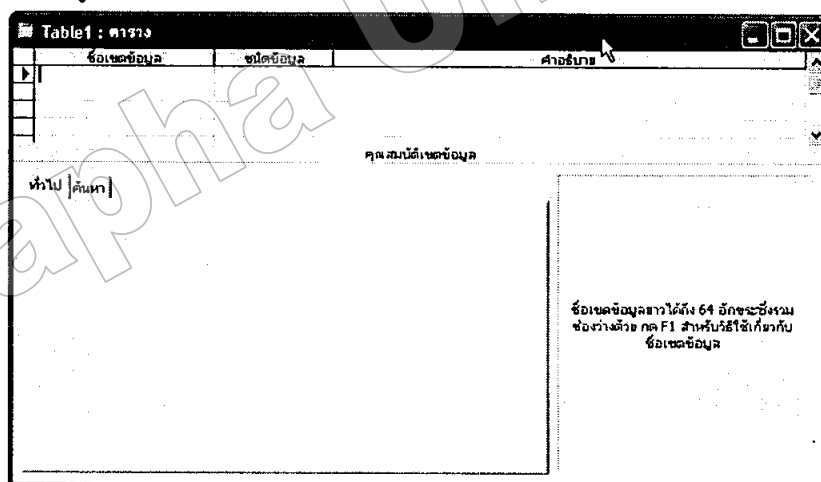 Table1 : ตาราง
ชื่อเขตข้อมูล ชนิดข้อมูล คำอธิบาย
คุณสมบัติเขตข้อมูล
ทั่วไป ค้นหา
ชื่อเขตข้อมูลยาวได้ถึง 64 อักขระซึ่งรวม
ช่องว่างด้วย กด F1 สำหรับวิธีใช้เกี่ยวกับ
ชื่อเขตข้อมูล